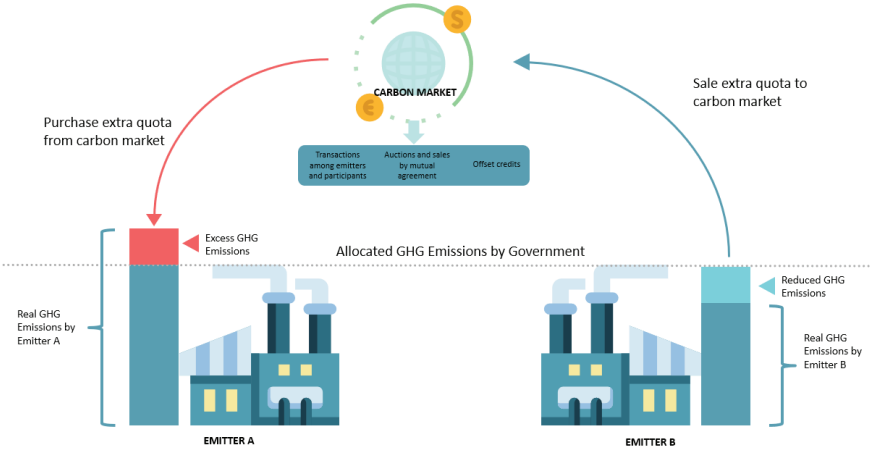 $
€
CARBON MARKET
Purchase extra quota
from carbon market
Sale extra quota to
carbon market
Transactions
among emitters
and participants
Auctions and sales
by mutual
agreement
Offset credits
Excess GHG
Emissions
Allocated GHG Emissions by Government
Reduced GHG
Emissions
Real GHG
Emissions by
Emitter A
Real GHG
Emissions by
Emitter B
EMITTER A
EMITTER B